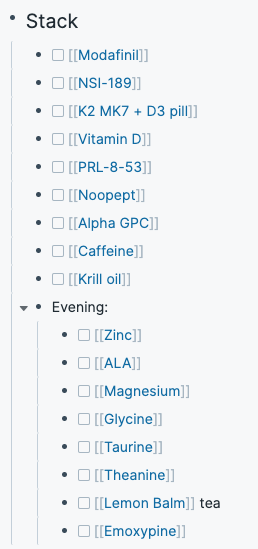 Stack
[[Modafinil]]
[[NSI-189]]
[[K2 MK7 + D3 pill]]
[[Vitamin D]]
[[PRL-8-53]]
[[Noopept]]
[[Alpha GPC]]
[[Caffeine]]
[[Krill oil]]
Evening:
[[Zinc]]
[[ALA]]
[[Magnesium]]
[[Glycine]]
[[Taurine]]
[[Theanine]]
[[Lemon Balm]] tea
[[Emoxypine]]